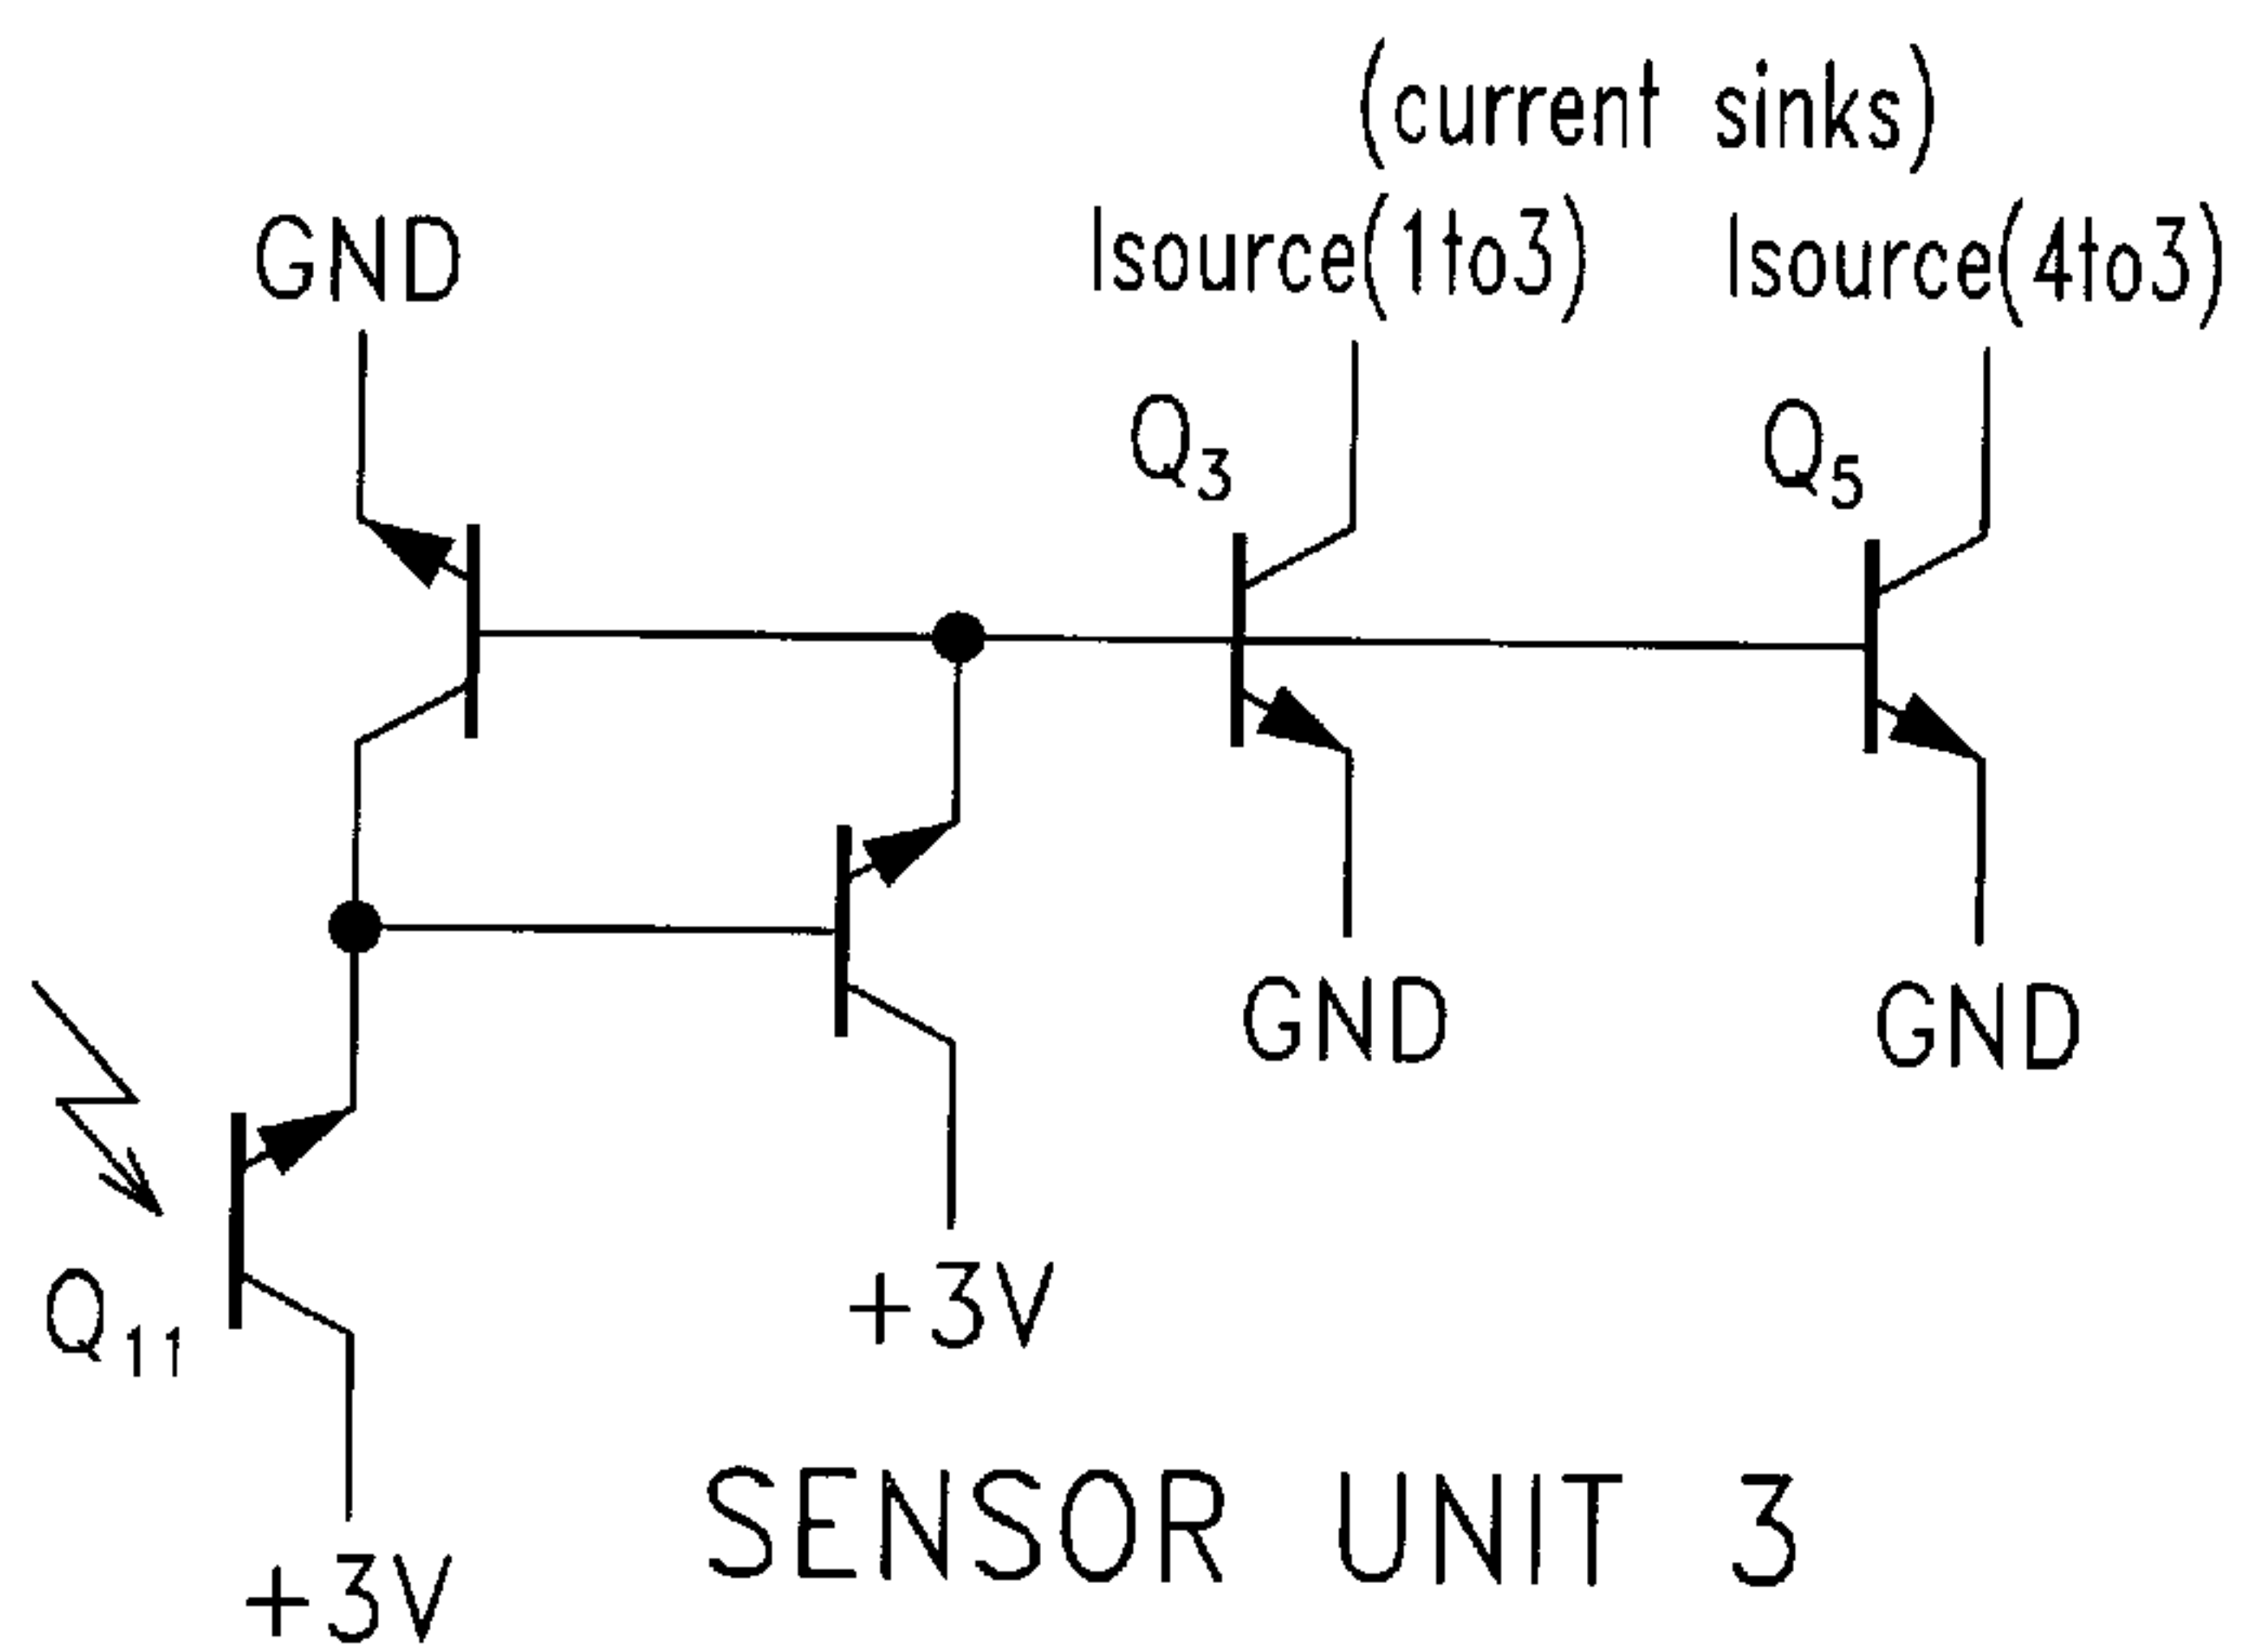 (current sinks)
GND Isource(1to3) Isource(4to3)
Q3 Q5
GND GND
Q11
+3V
+3V
SENSOR UNIT 3